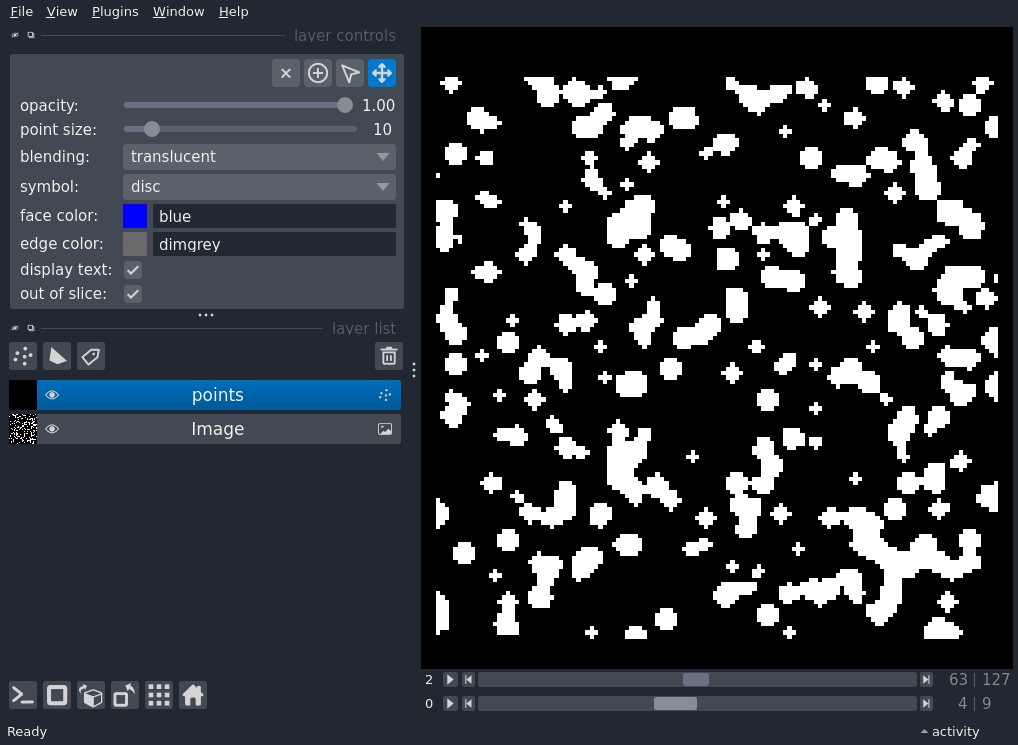 File View Plugins Window Help
layer controls
opacity: 1.00
point size: 10
blending: translucent
symbol: disc
face color: blue
edge color: dimgrey
display text:
out of slice:
layer list
points
Image
2 63 | 127
0 4 | 9
Ready activity